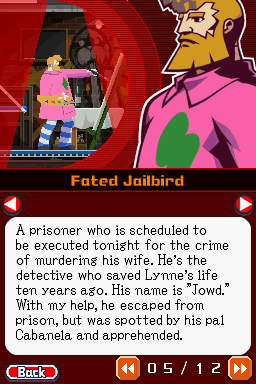 Fated Jailbird
A prisoner who is scheduled to
be executed tonight for the crime
of murdering his wife. He's the
detective who saved Lynne's life
ten years ago. His name is "Jowd."
With my help, he escaped from
prison, but was spotted by his pal
Cabanela and apprehended.
Back
05/12